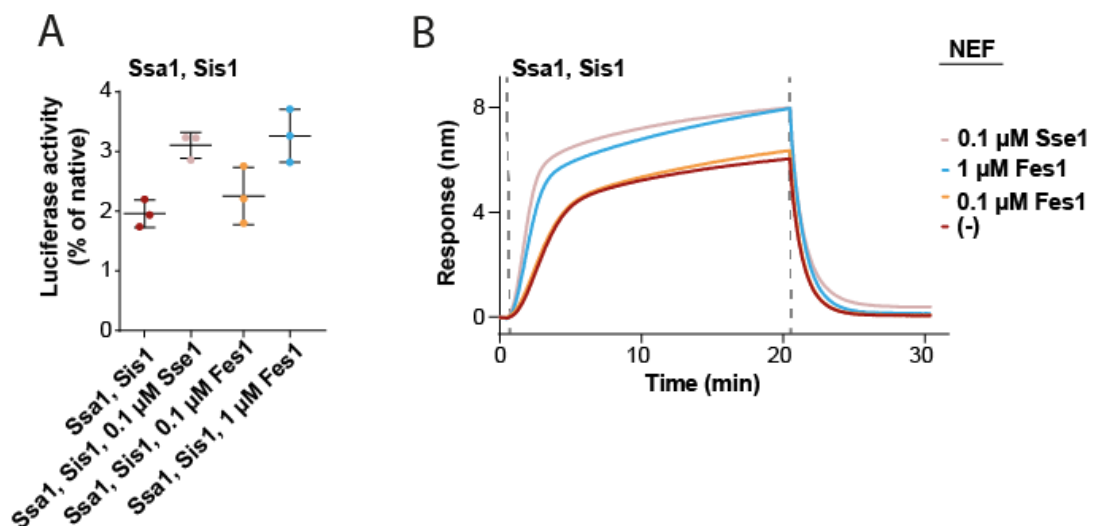 A
Ssa1, Sis1
Luciferase activity
(% of native)
4
3
2
1
0
Ssa1, Sis1
Ssa1, Sis1, 0.1 µM Sse1
Ssa1, Sis1, 0.1 µM Fes1
Ssa1, Sis1, 1 µM Fes1
B
Ssa1, Sis1
Response (nm)
8
4
0
0
10
20
30
Time (min)
NEF
0.1 µM Sse1
1 µM Fes1
0.1 µM Fes1
(-)